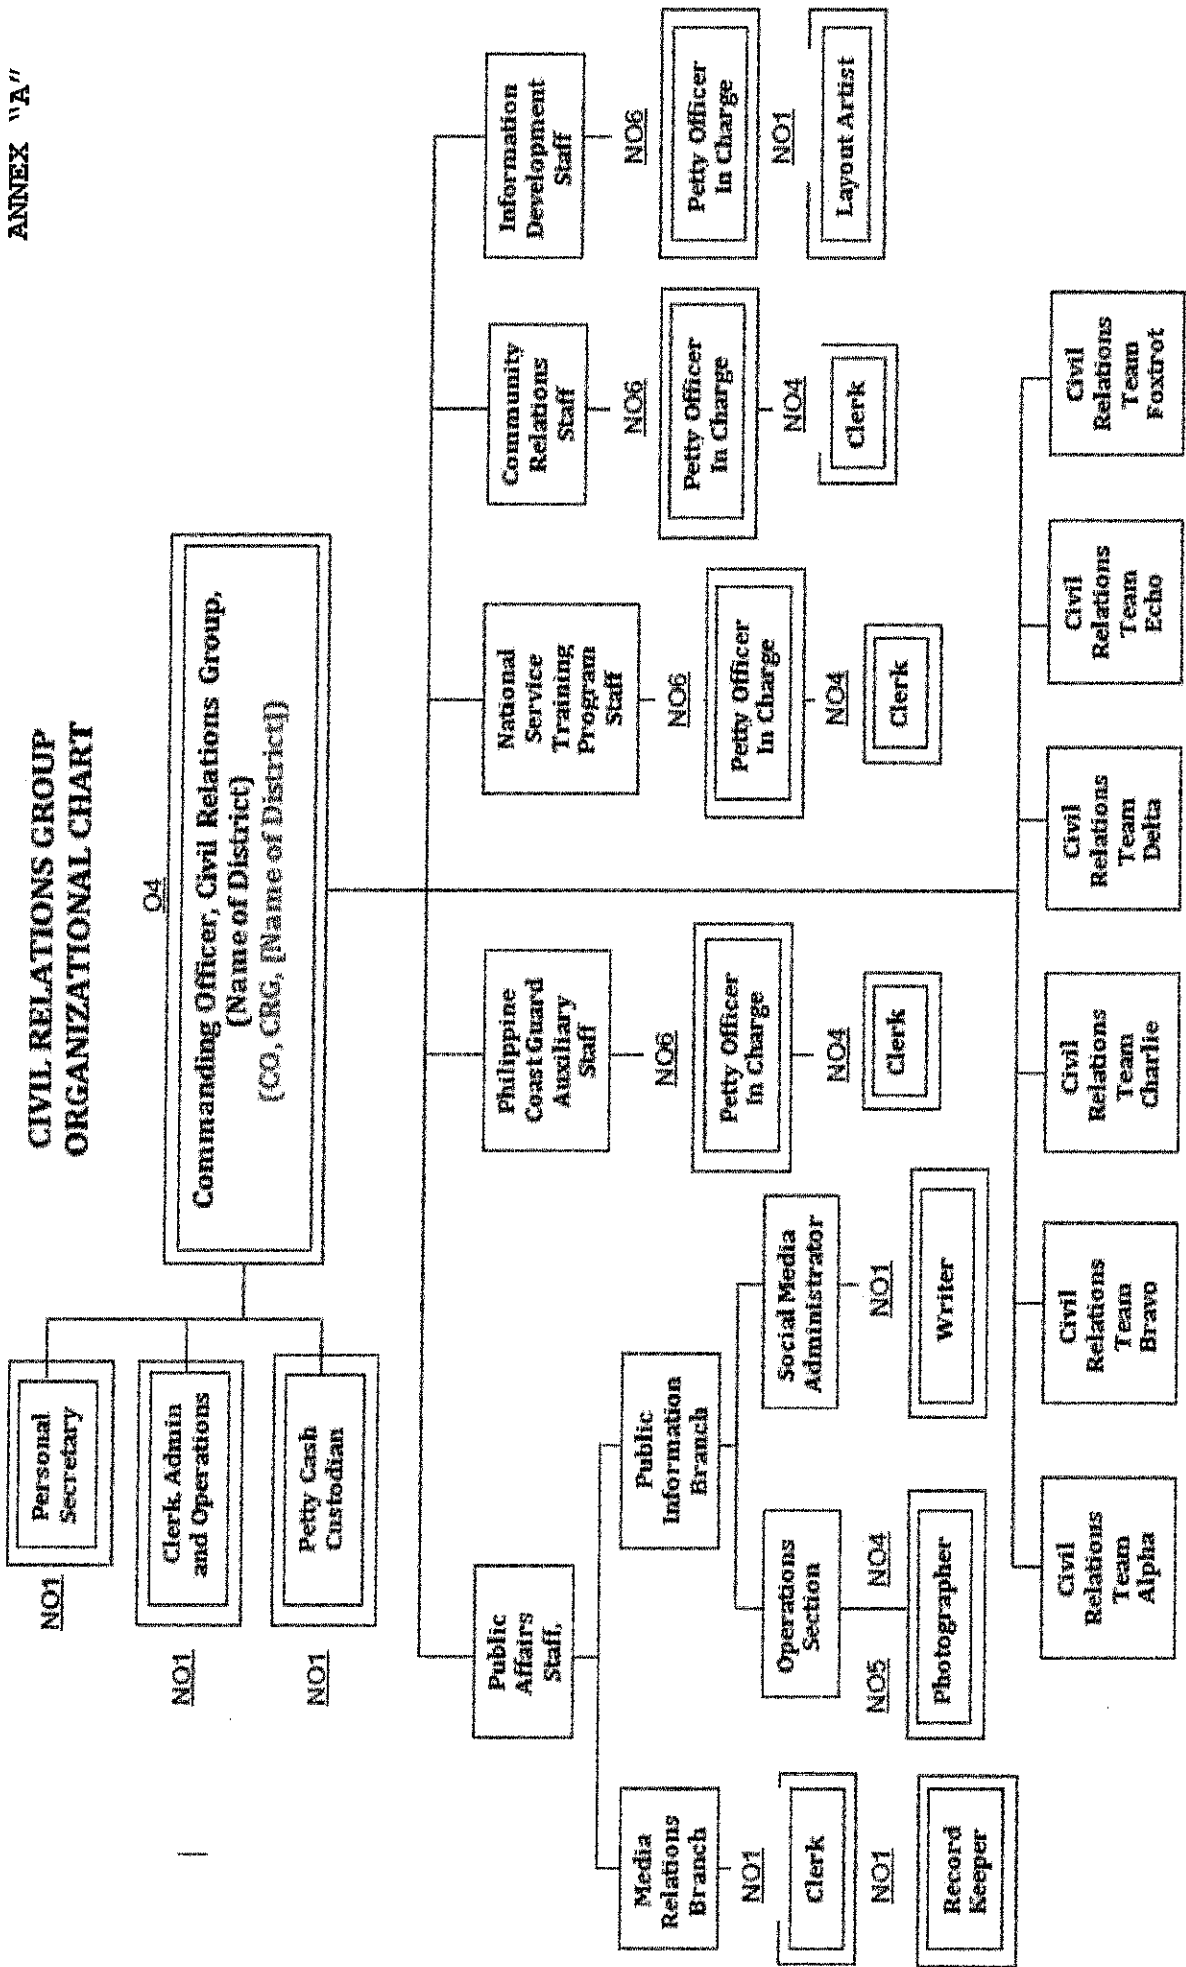 ANNEX "A"
CIVIL RELATIONS GROUP
ORGANIZATIONAL CHART
O4
Commanding Officer, Civil Relations Group,
(Name of District)
(CO, CRG, [Name of District])
Personal
Secretary
NO1
Clerk Admin
and Operations
NO1
Petty Cash
Custodian
NO1
Public
Affairs
Staff,
Media
Relations
Branch
NO1
Clerk
NO1
Record
Keeper
Public
Information
Branch
Operations
Section
NO5
NO4
Photographer
Social Media
Administrator
NO1
Writer
Philippine
Coast Guard
Auxiliary
Staff
NO6
Petty Officer
In Charge
NO4
Clerk
National
Service
Training
Program
Staff
NO6
Petty Officer
In Charge
NO4
Clerk
Community
Relations
Staff
NO6
Petty Officer
In Charge
NO4
Clerk
Information
Development
Staff
NO6
Petty Officer
In Charge
NO1
Layout Artist
Civil
Relations
Team
Alpha
Civil
Relations
Team
Bravo
Civil
Relations
Team
Charlie
Civil
Relations
Team
Delta
Civil
Relations
Team
Echo
Civil
Relations
Team
Foxtrot